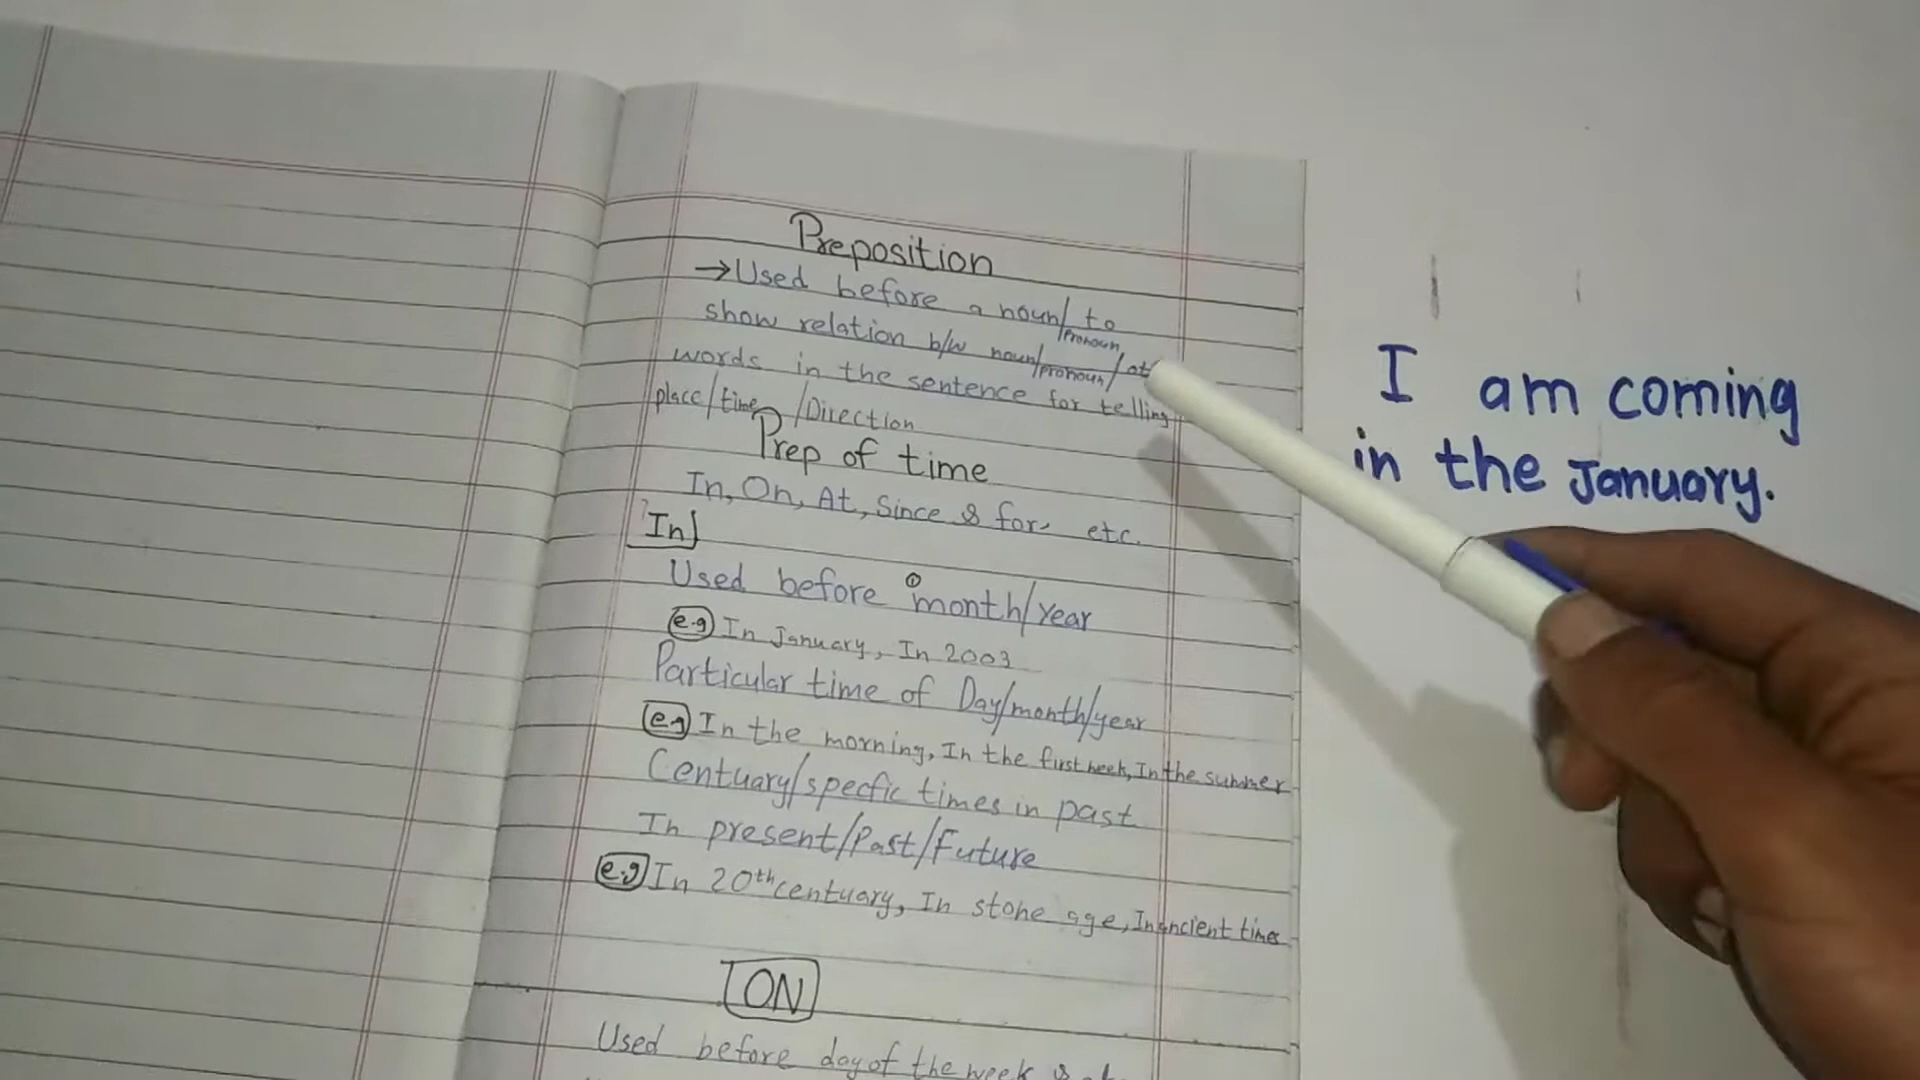 Preposition
→ Used before a noun/pronoun to
show relation b/w noun/pronoun/
words in the sentence for telling
place/time/Direction
Prep of time
In, On, At, Since & for etc.
In
Used before ① month/year
e.g In January, In 2003
Particular time of Day/month/year
e.g In the morning, In the first week, In the summer
Centuary/specfic times in past
In present/Past/Future
e.g In 20th centuary, In stone age, In ancient times
ON
Used before day of the week &
I am coming
in the January.